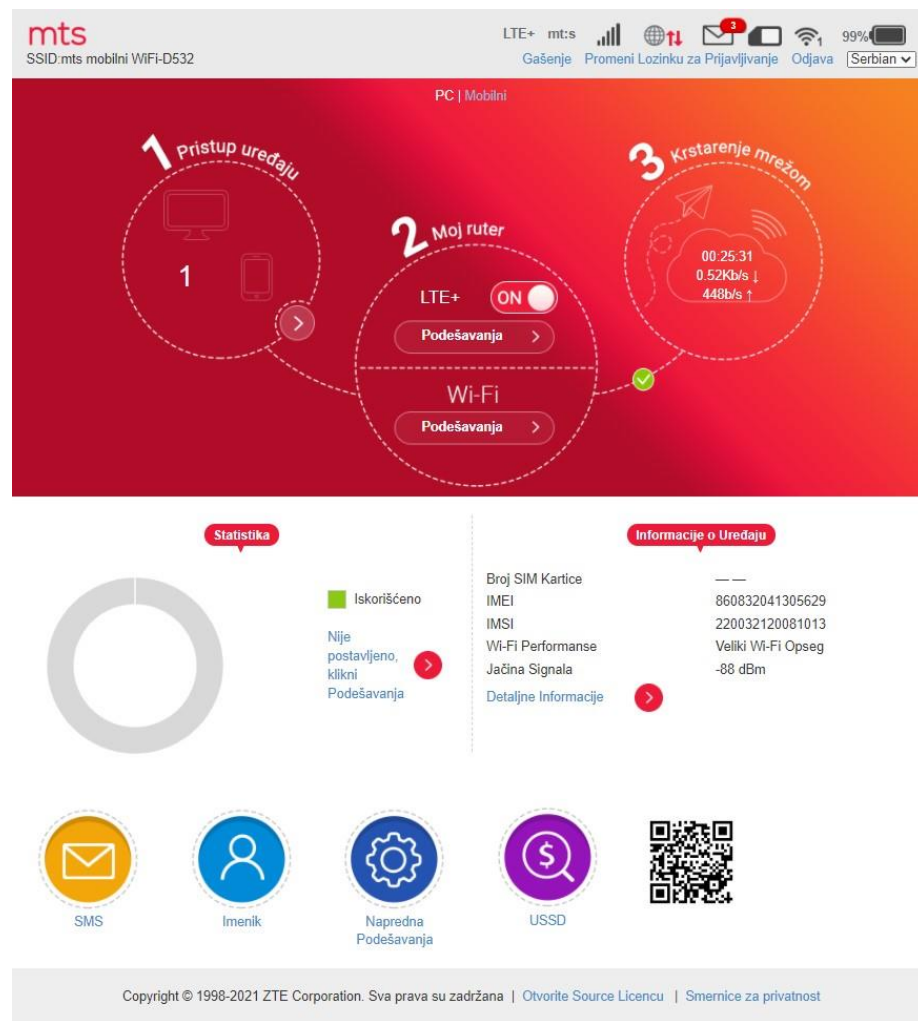 mts
LTE+ mt:s 3 1 99%
SSID:mts mobilni WiFi-D532
Gašenje Promeni Lozinku za Prijavljivanje Odjava Serbian
PC | Mobilni
1 Pristup uređaju
1
2 Moj ruter
LTE+ ON
Podešavanja
Wi-Fi
Podešavanja
3 Krstarenje mrežom
00:25:31
0.52Kb/s ↓
448b/s ↑
Statistika
Iskorišćeno
Nije
postavljeno,
klikni
Podešavanja
Informacije o Uređaju
Broj SIM Kartice — —
IMEI 860832041305629
IMSI 220032120081013
Wi-Fi Performanse Veliki Wi-Fi Opseg
Jačina Signala -88 dBm
Detaljne Informacije
SMS
Imenik
Napredna
Podešavanja
$
USSD
Copyright © 1998-2021 ZTE Corporation. Sva prava su zadržana | Otvorite Source Licencu | Smernice za privatnost